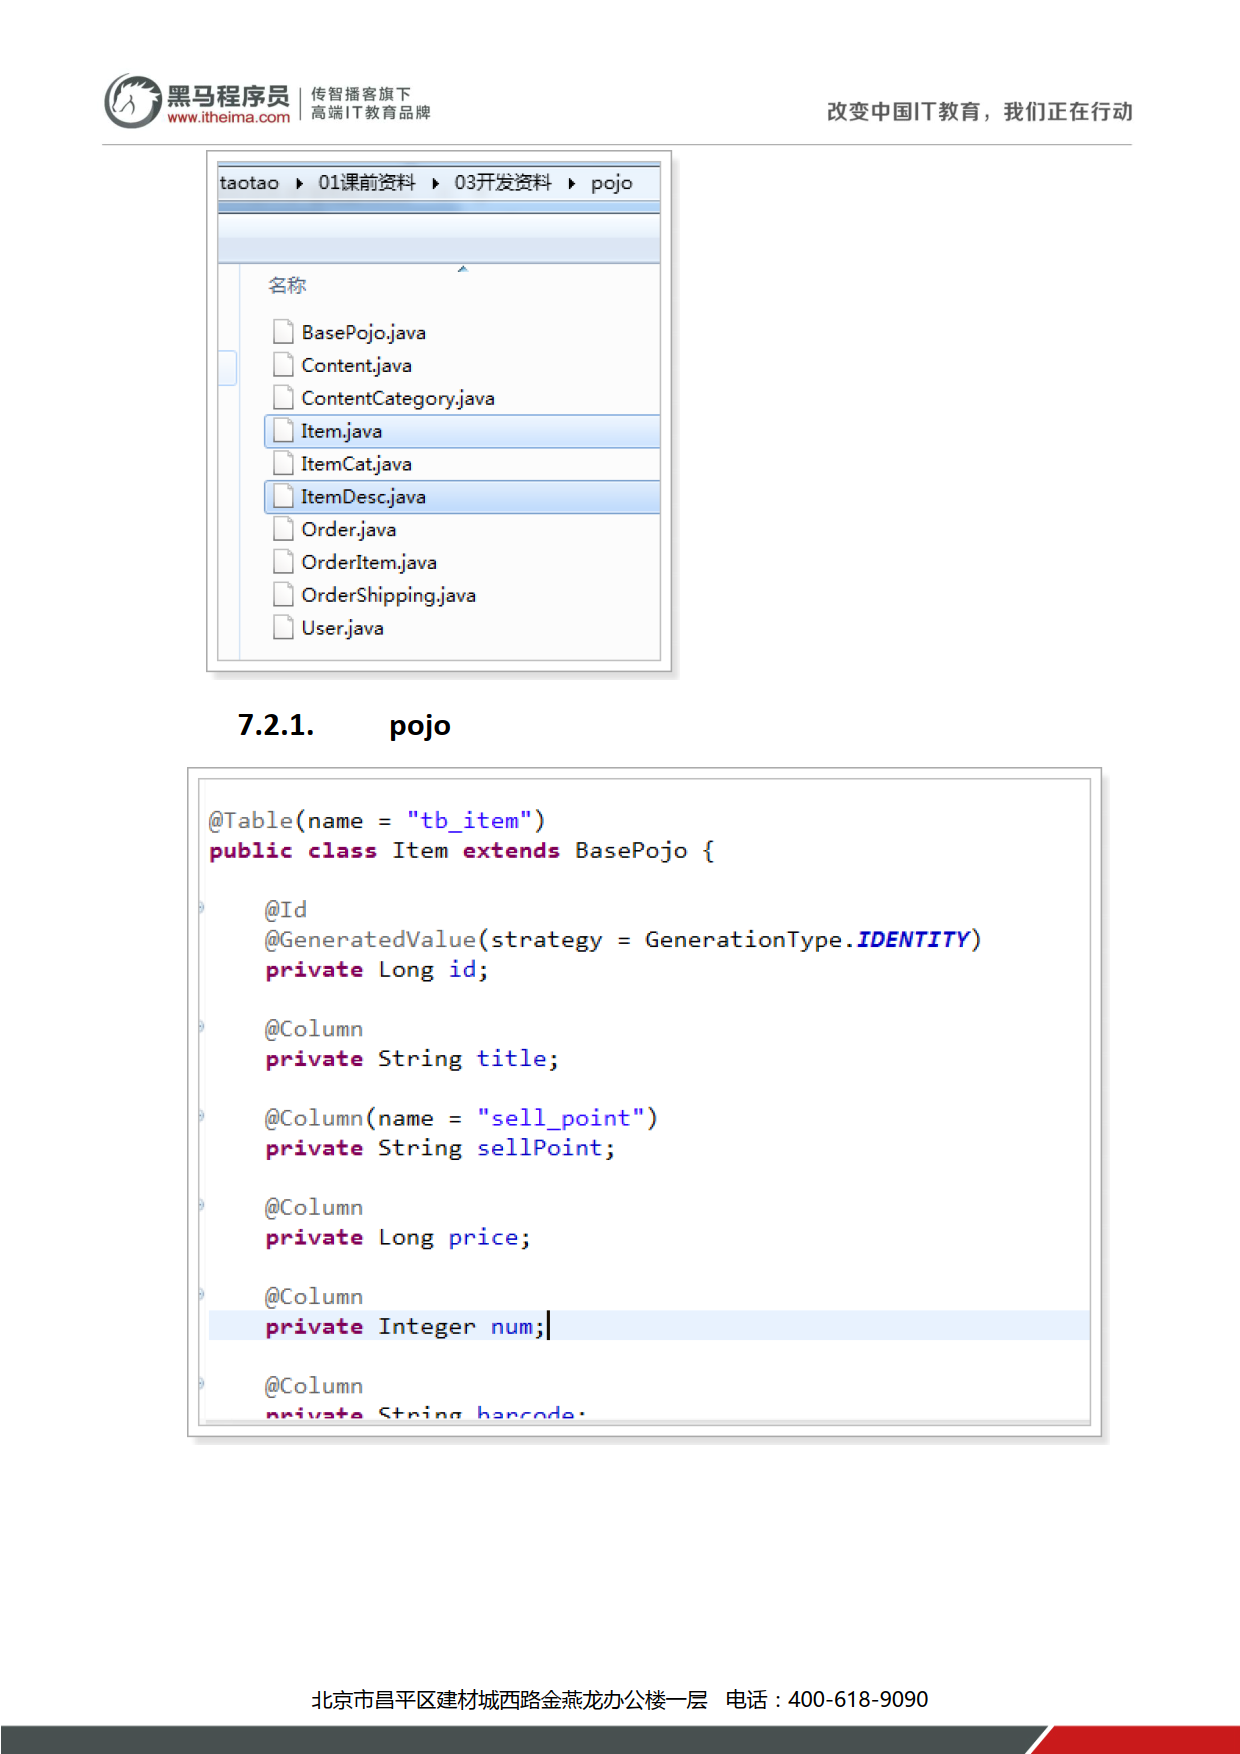 黑马程序员
www.itheima.com
传智播客旗下
高端IT教育品牌
改变中国IT教育，我们正在行动
taotao ▸ 01课前资料 ▸ 03开发资料 ▸ pojo
名称
BasePojo.java
Content.java
ContentCategory.java
Item.java
ItemCat.java
ItemDesc.java
Order.java
OrderItem.java
OrderShipping.java
User.java
7.2.1. pojo
@Table(name = "tb_item")
public class Item extends BasePojo {
@Id
@GeneratedValue(strategy = GenerationType.IDENTITY)
private Long id;
@Column
private String title;
@Column(name = "sell_point")
private String sellPoint;
@Column
private Long price;
@Column
private Integer num;
@Column
private String barcode;
北京市昌平区建材城西路金燕龙办公楼一层 电话：400-618-9090